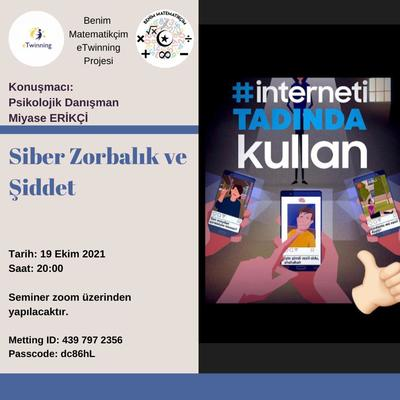 eTwinning
Benim
Matematikçim
eTwinning
Projesi
BENİM MATEMATİKÇİM
Konuşmacı:
Psikolojik Danışman
Miyase ERİKÇİ
Siber Zorbalık ve
Şiddet
Tarih: 19 Ekim 2021
Saat: 20:00
Seminer zoom üzerinden
yapılacaktır.
Metting ID: 439 797 2356
Passcode: dc86hL
#interneti
TADINDA
kullan